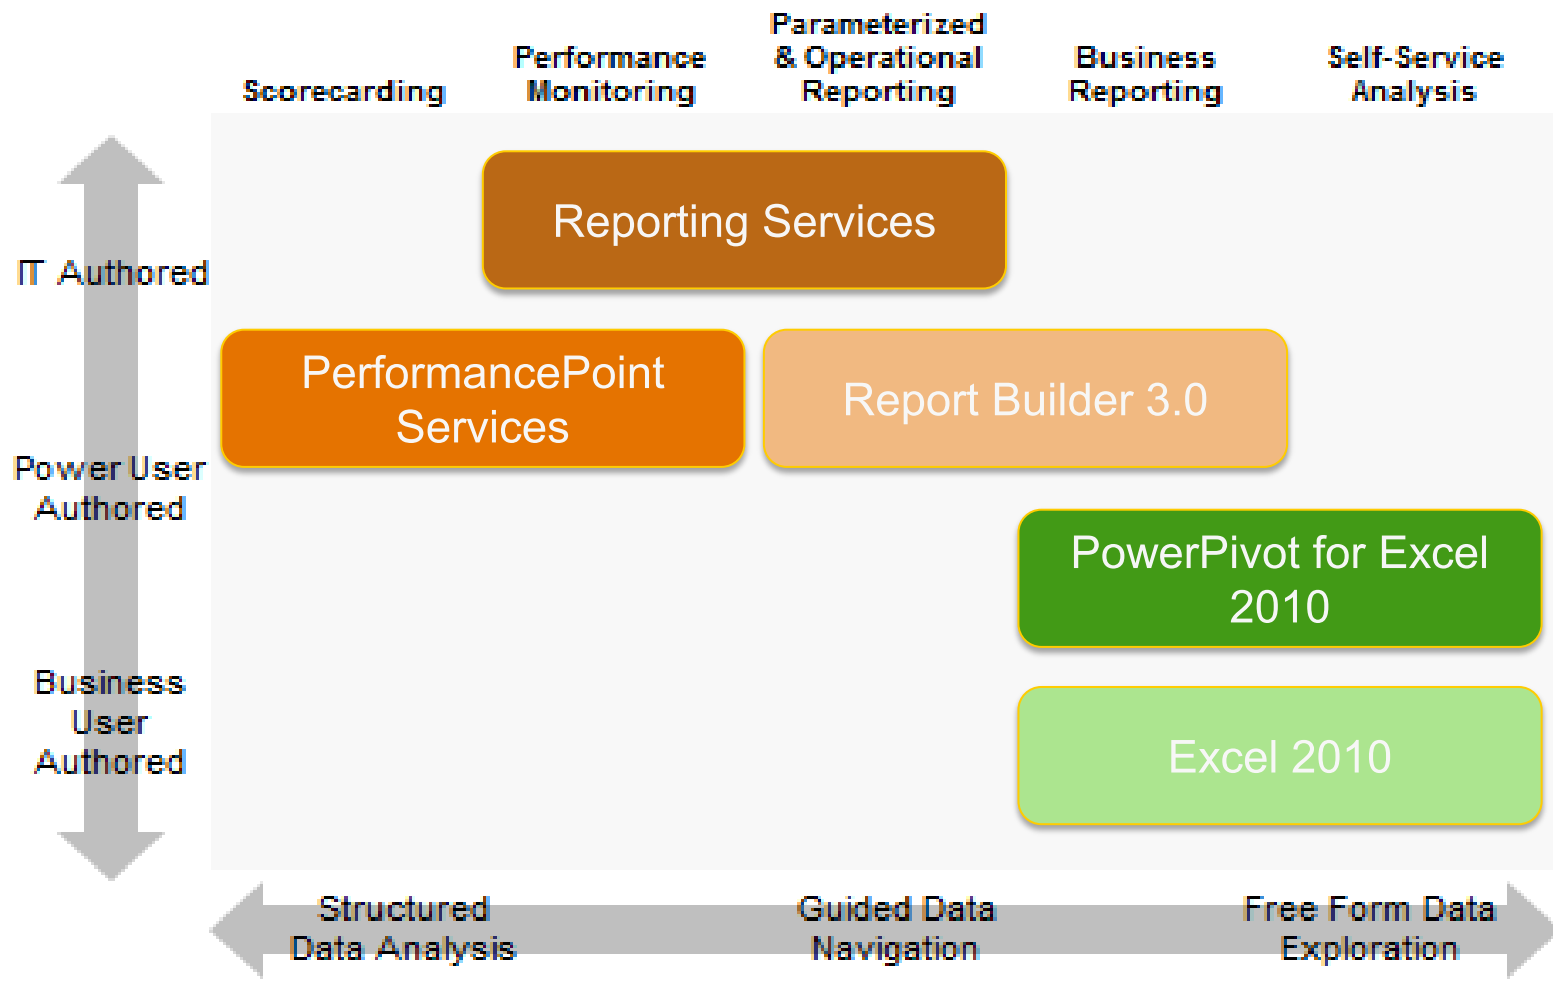 Scorecarding
Performance
Monitoring
Parameterized
& Operational
Reporting
Business
Reporting
Self-Service
Analysis
IT Authored
Power User
Authored
Business
User
Authored
Reporting Services
PerformancePoint
Services
Report Builder 3.0
PowerPivot for Excel
2010
Excel 2010
Structured
Data Analysis
Guided Data
Navigation
Free Form Data
Exploration